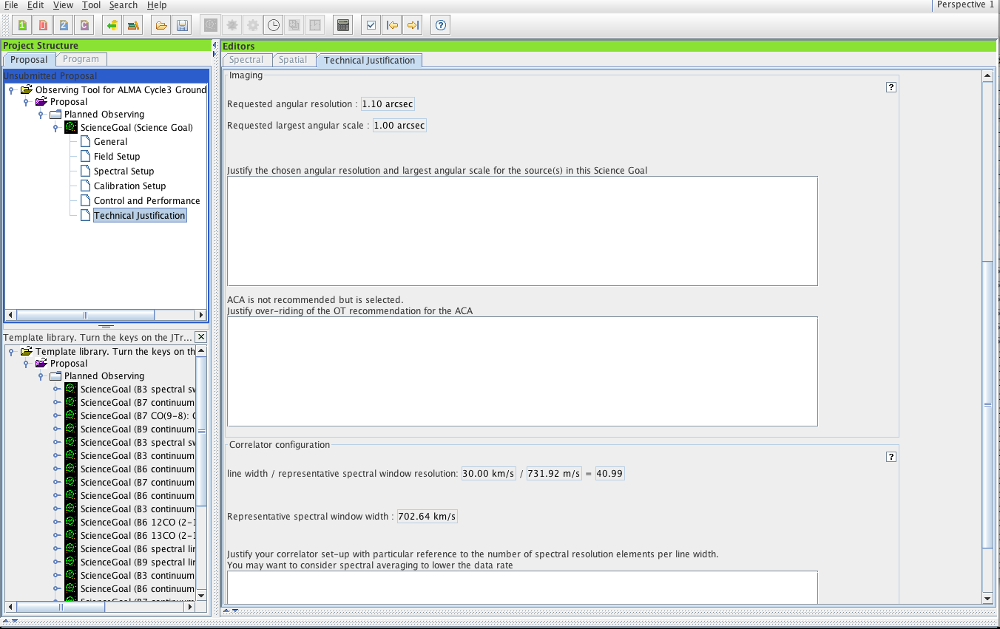 File Edit View Tool Search Help
Perspective 1
1 D 2 C
Project Structure
Proposal Program
Unsubmitted Proposal
Observing Tool for ALMA Cycle3 Ground
Proposal
Planned Observing
ScienceGoal (Science Goal)
General
Field Setup
Spectral Setup
Calibration Setup
Control and Performance
Technical Justification
Template library. Turn the keys on the JTr...
Template library. Turn the keys on th
Proposal
Planned Observing
ScienceGoal (B3 spectral sw
ScienceGoal (B7 continuum
ScienceGoal (B7 CO(9-8): C
ScienceGoal (B9 continuum
ScienceGoal (B3 spectral sw
ScienceGoal (B3 continuum
ScienceGoal (B6 continuum
ScienceGoal (B7 continuum
ScienceGoal (B6 continuum
ScienceGoal (B3 continuum
ScienceGoal (B6 12CO (2-1
ScienceGoal (B6 13CO (2-1
ScienceGoal (B6 spectral lin
ScienceGoal (B9 spectral lin
ScienceGoal (B3 continuum
ScienceGoal (B6 continuum
ScienceGoal (B7 continuum
Editors
Spectral Spatial Technical Justification
Imaging
?
Requested angular resolution : 1.10 arcsec
Requested largest angular scale : 1.00 arcsec
Justify the chosen angular resolution and largest angular scale for the source(s) in this Science Goal
ACA is not recommended but is selected.
Justify over-riding of the OT recommendation for the ACA
Correlator configuration
?
line width / representative spectral window resolution: 30.00 km/s / 731.92 m/s = 40.99
Representative spectral window width : 702.64 km/s
Justify your correlator set-up with particular reference to the number of spectral resolution elements per line width.
You may want to consider spectral averaging to lower the data rate